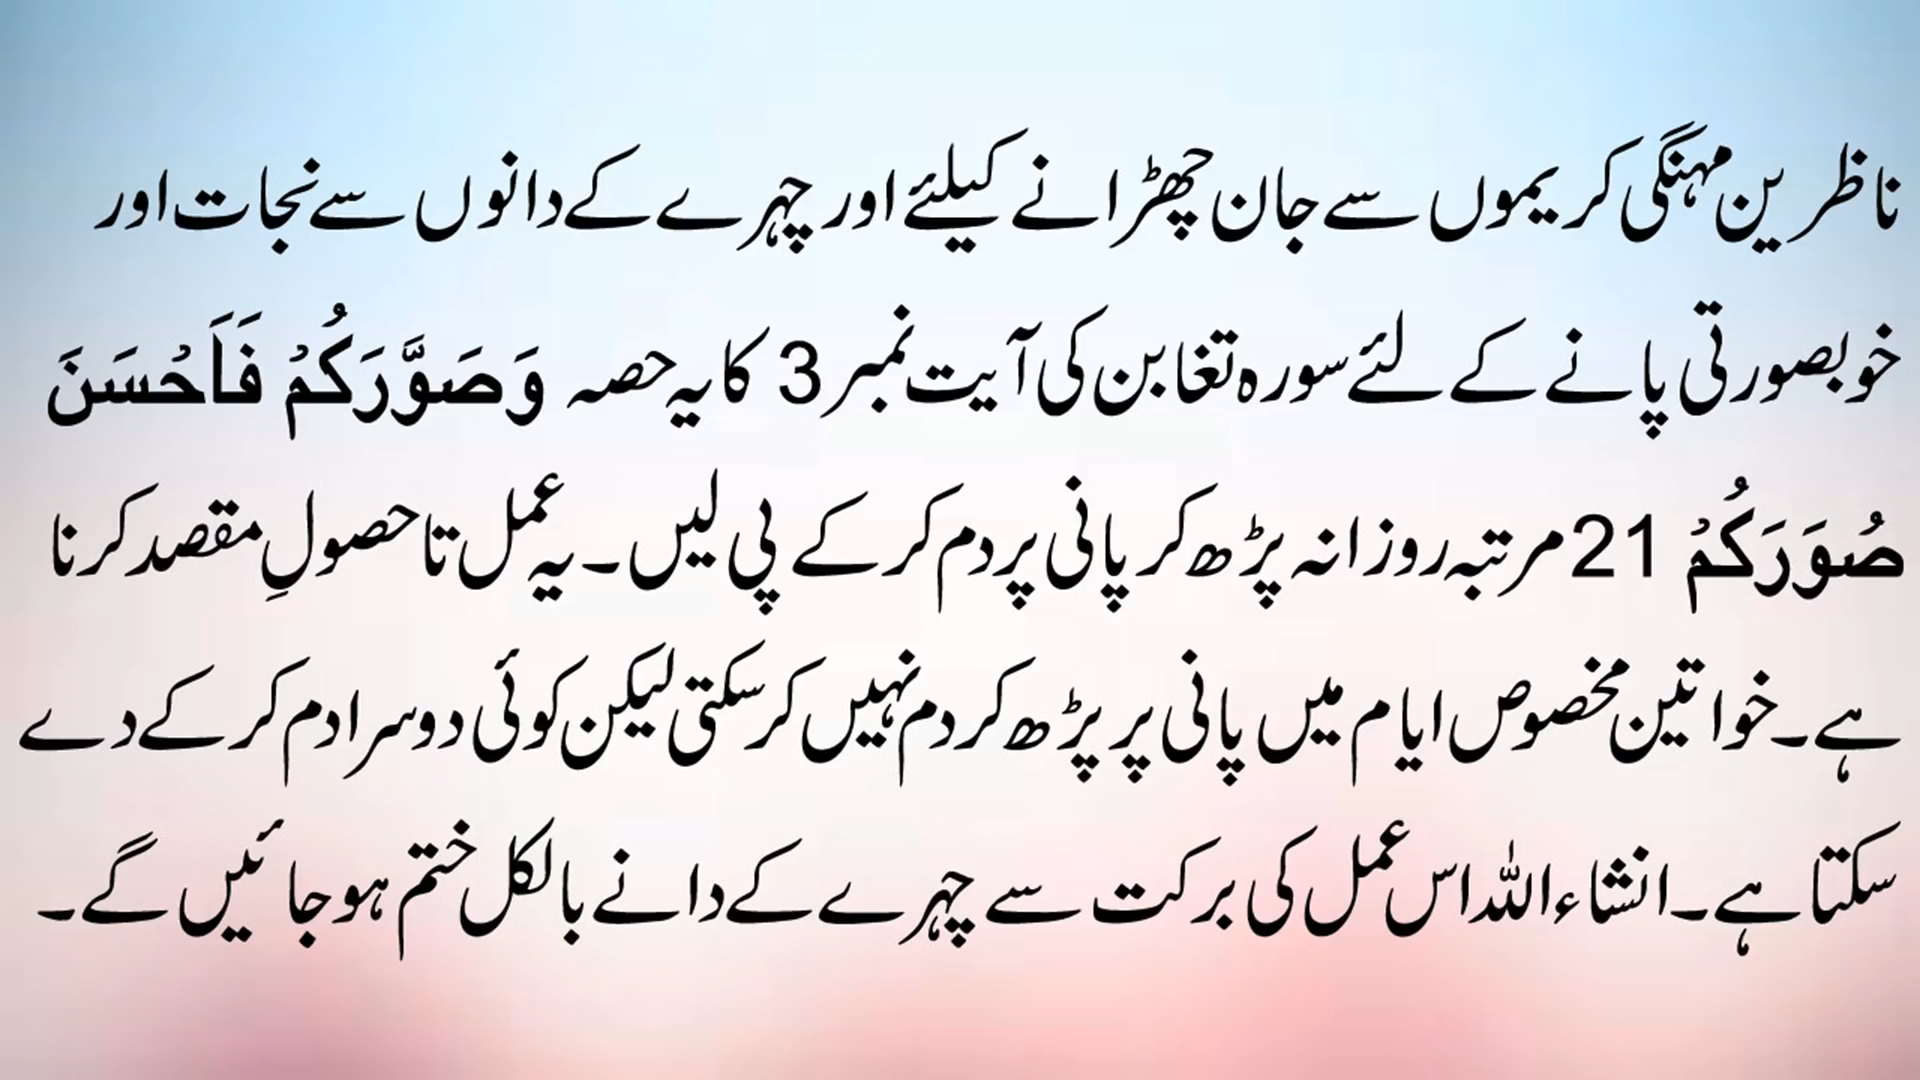 ناظرین مہنگی کریموں سے جان چھڑانے کیلئے اور چہرے کے دانوں سے نجات اور
خوبصورتی پانے کے لئے سورہ تغابن کی آیت نمبر 3 کا یہ حصہ وَصَوَّرَکُمۡ فَاَحۡسَنَ
صُوَرَکُمۡ 21 مرتبہ روزانہ پڑھ کر پانی پر دم کر کے پی لیں۔ یہ عمل تا حصولِ مقصد کرنا
ہے۔ خواتین مخصوص ایام میں پانی پر پڑھ کر دم نہیں کر سکتی لیکن کوئی دوسرا دم کر کے دے
سکتا ہے۔ انشاء اللہ اس عمل کی برکت سے چہرے کے دانے بالکل ختم ہو جائیں گے۔